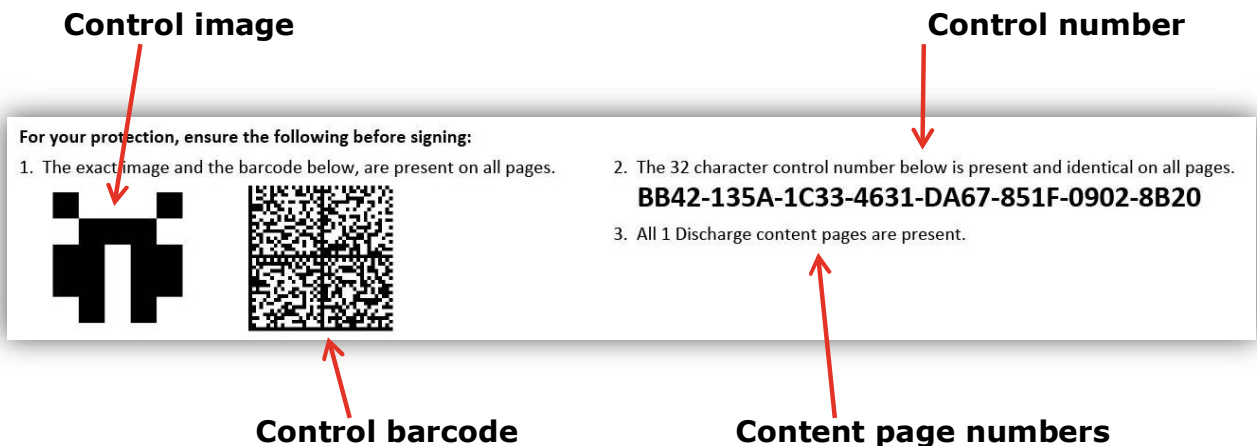 Control image
Control number
For your protection, ensure the following before signing:
1. The exact image and the barcode below, are present on all pages.
2. The 32 character control number below is present and identical on all pages.
BB42-135A-1C33-4631-DA67-851F-0902-8B20
3. All 1 Discharge content pages are present.
Control barcode
Content page numbers